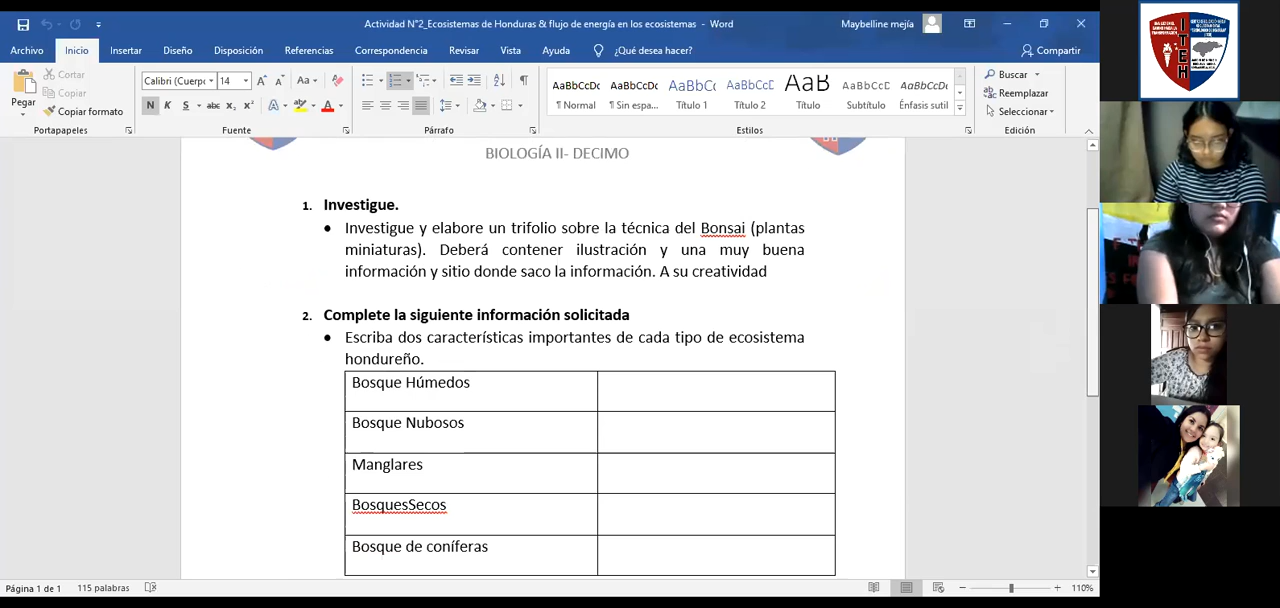 Actividad N°2_Ecosistemas de Honduras & flujo de energía en los ecosistemas - Word
Maybelline mejía
Archivo Inicio Insertar Diseño Disposición Referencias Correspondencia Revisar Vista Ayuda ¿Qué desea hacer? Compartir
Pegar
Cortar
Copiar
Copiar formato
Portapapeles
Calibri (Cuerpo 14
N K S abc x₂ x²
Fuente
Párrafo
AaBbCcDc AaBbCcDc AaBbC AaBbCcC AaB AaBbCcC AaBbCcDc
¶ Normal ¶ Sin espa... Título 1 Título 2 Título Subtítulo Énfasis sutil
Estilos
Buscar
Reemplazar
Seleccionar
Edición
ITEH
BIOLOGÍA II- DECIMO
1. Investigue.
• Investigue y elabore un trifolio sobre la técnica del Bonsai (plantas
miniaturas). Deberá contener ilustración y una muy buena
información y sitio donde saco la información. A su creatividad
2. Complete la siguiente información solicitada
• Escriba dos características importantes de cada tipo de ecosistema
hondureño.
Bosque Húmedos
Bosque Nubosos
Manglares
BosquesSecos
Bosque de coníferas
Página 1 de 1 115 palabras
110%